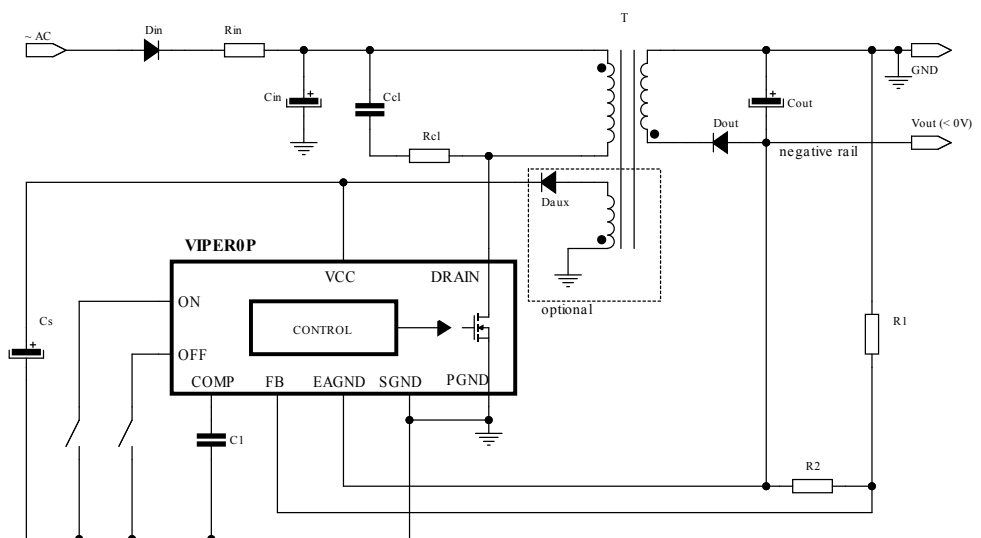 T
~ AC
Din
Rin
GND
Cin
+
Ccl
Cout
+
Dout
Vout (< 0V)
negative rail
Rcl
Daux
VIPER0P
VCC
DRAIN
optional
ON
CONTROL
Cs
+
R1
OFF
COMP
FB
EAGND
SGND
PGND
C1
R2